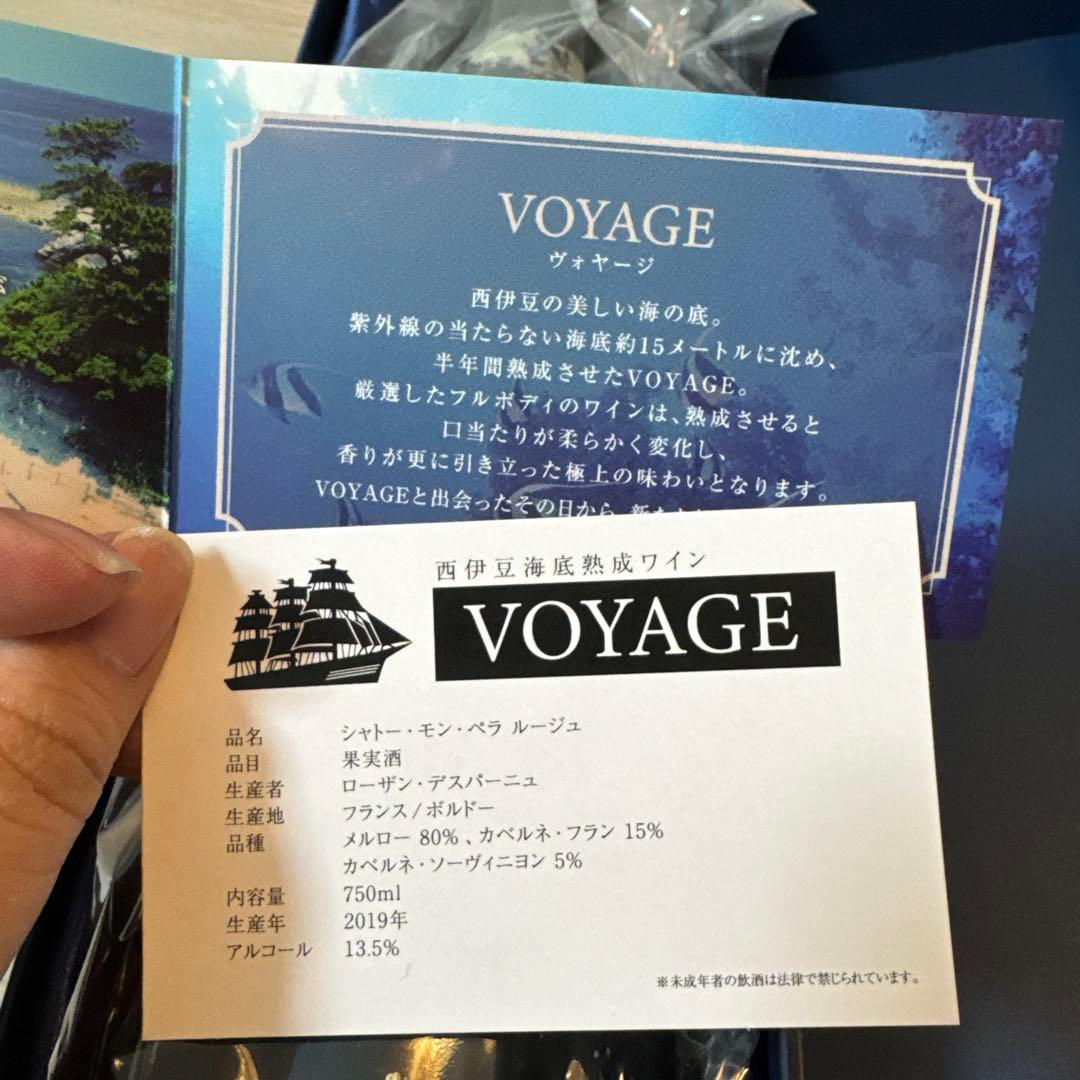 VOYAGE
ヴォヤージ
西伊豆の美しい海の底。
紫外線の当たらない海底約15メートルに沈め、
半年間熟成させたVOYAGE。
厳選したフルボディのワインは、熟成させると
口当たりが柔らかく変化し、
香りが更に引き立った極上の味わいとなります。
VOYAGEと出会ったその日から
西伊豆海底熟成ワイン
VOYAGE
品名 シャトー・モン・ペラ ルージュ
品目 果実酒
生産者 ローザン・デスパーニュ
生産地 フランス/ボルドー
品種 メルロー 80% 、カベルネ・フラン 15%
カベルネ・ソーヴィニヨン 5%
内容量 750ml
生産年 2019年
アルコール 13.5%
※未成年者の飲酒は法律で禁じられています。